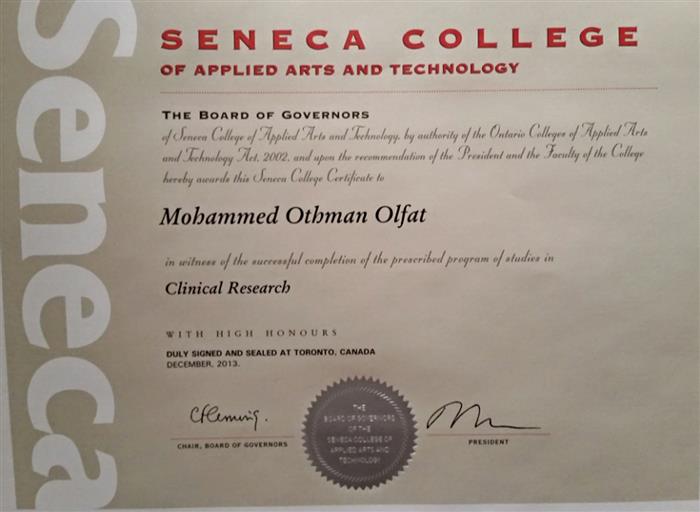 Seneca
SENECA COLLEGE
OF APPLIED ARTS AND TECHNOLOGY
THE BOARD OF GOVERNORS
of Seneca College of Applied Arts and Technology, by authority of the Ontario Colleges of Applied Arts
and Technology Act, 2002, and upon the recommendation of the President and the Faculty of the College
hereby awards this Seneca College Certificate to
Mohammed Othman Olfat
in witness of the successful completion of the prescribed program of studies in
Clinical Research
WITH HIGH HONOURS
DULY SIGNED AND SEALED AT TORONTO, CANADA
DECEMBER, 2013.
CFleming.
CHAIR, BOARD OF GOVERNORS
THE
BOARD OF GOVERNORS
OF THE
SENECA COLLEGE OF
APPLIED ARTS AND
TECHNOLOGY
PRESIDENT